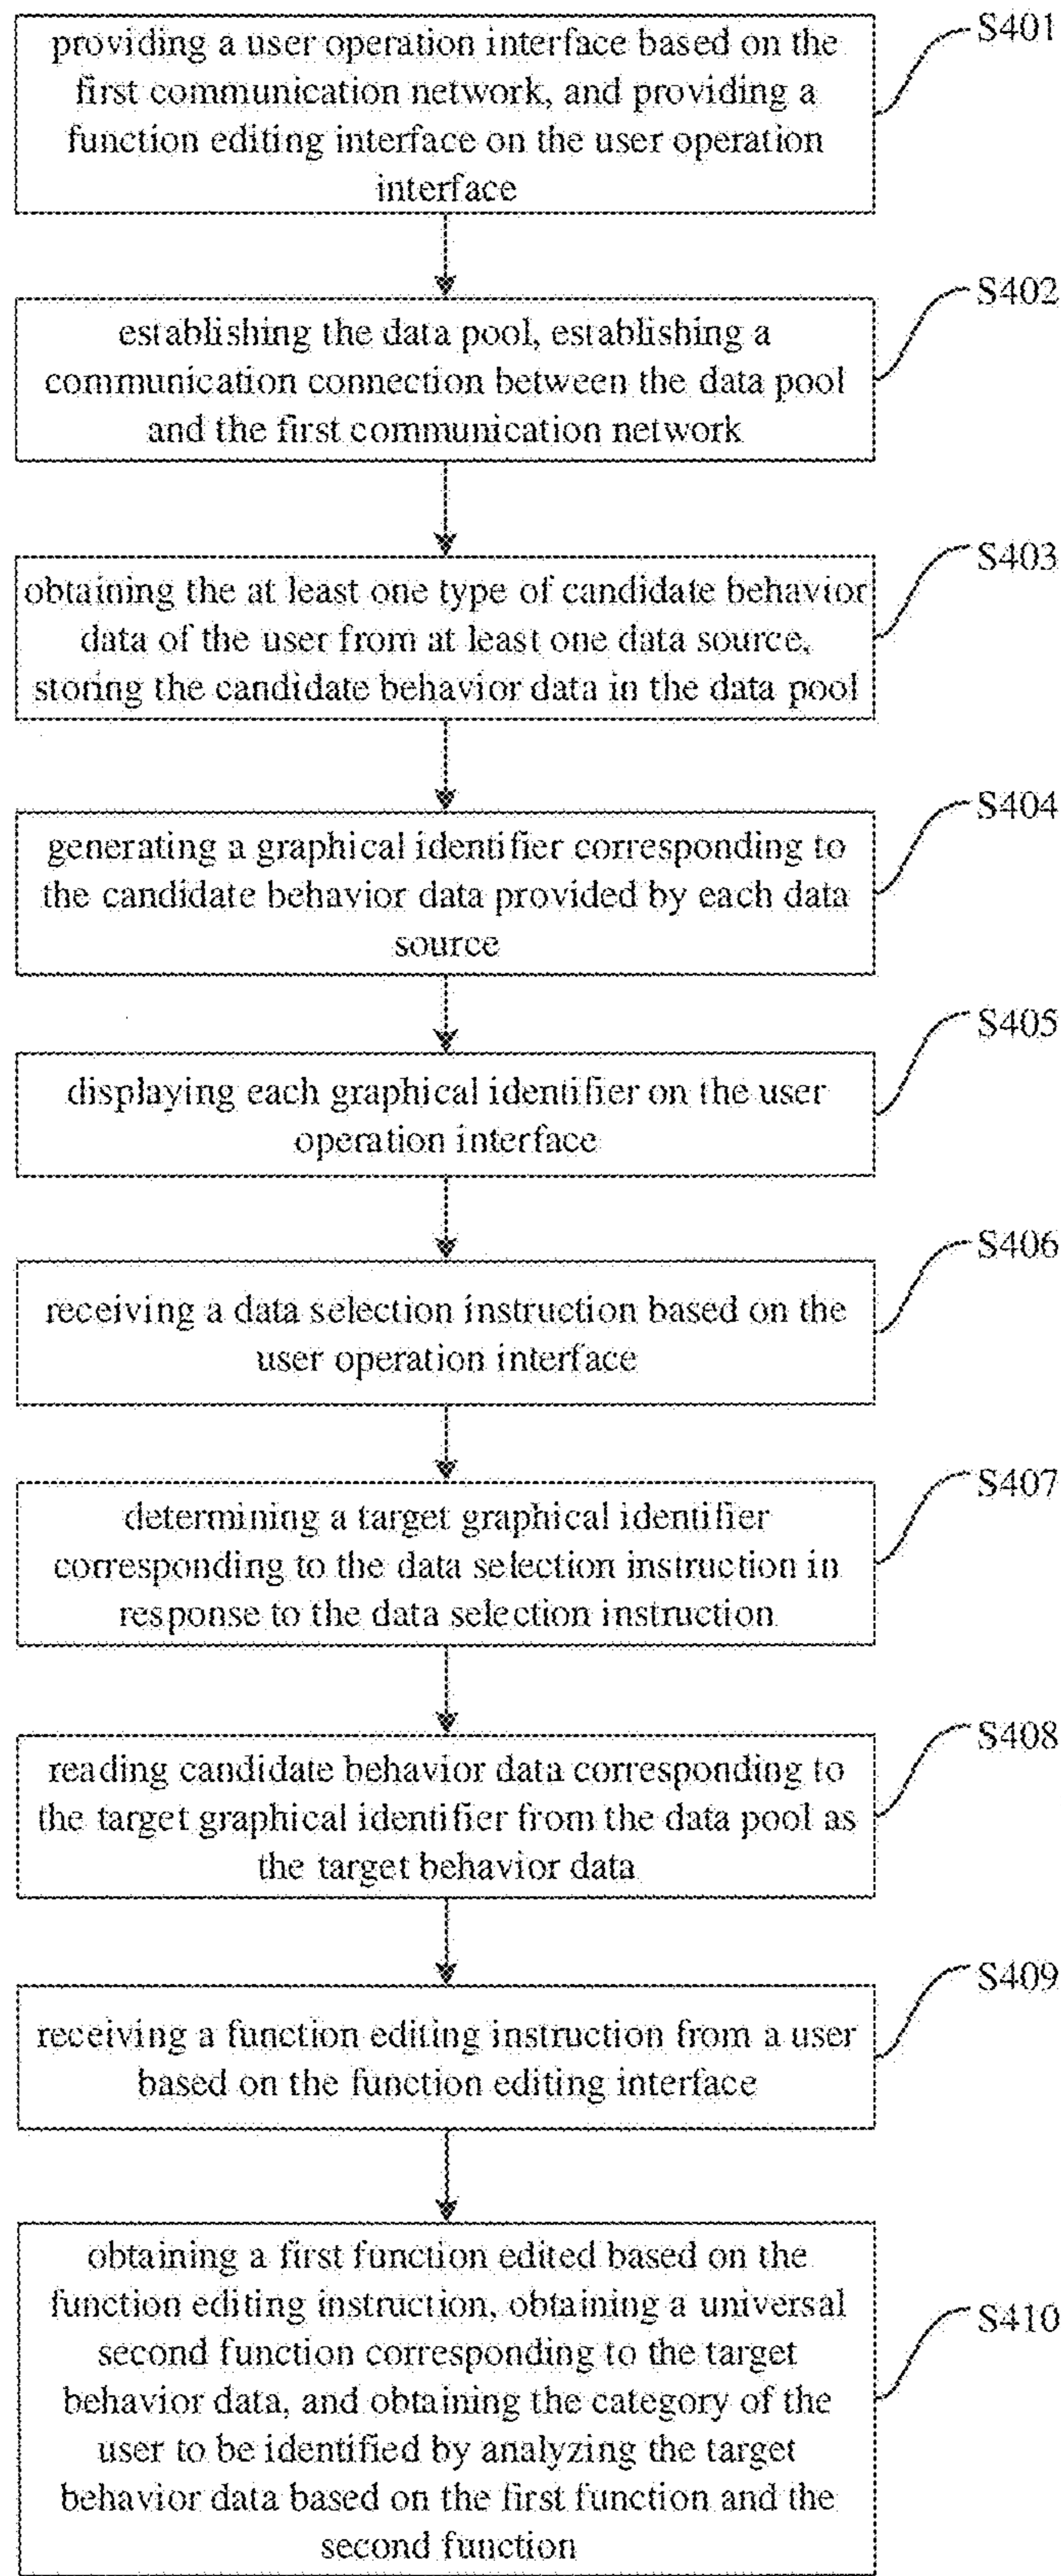 S401
providing a user operation interface based on the
first communication network, and providing a
function editing interface on the user operation
interface
S402
establishing the data pool, establishing a
communication connection between the data pool
and the first communication network
S403
obtaining the at least one type of candidate behavior
data of the user from at least one data source,
storing the candidate behavior data in the data pool
S404
generating a graphical identifier corresponding to
the candidate behavior data provided by each data
source
S405
displaying each graphical identifier on the user
operation interface
S406
receiving a data selection instruction based on the
user operation interface
S407
determining a target graphical identifier
corresponding to the data selection instruction in
response to the data selection instruction
S408
reading candidate behavior data corresponding to
the target graphical identifier from the data pool as
the target behavior data
S409
receiving a function editing instruction from a user
based on the function editing interface
S410
obtaining a first function edited based on the
function editing instruction, obtaining a universal
second function corresponding to the target
behavior data, and obtaining the category of the
user to be identified by analyzing the target
behavior data based on the first function and the
second function